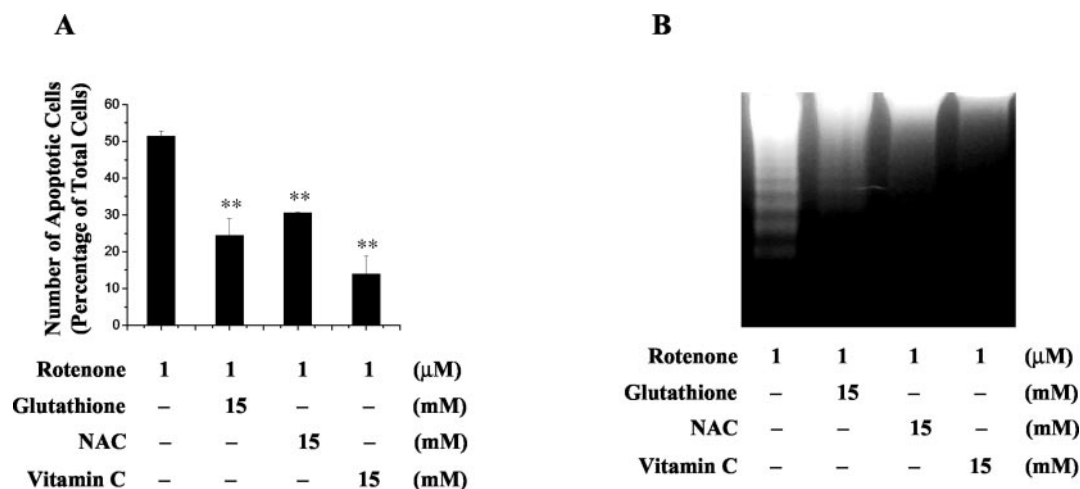 A
Number of Apoptotic Cells
(Percentage of Total Cells)
60
50
40
30
20
10
0
**
**
**
Rotenone 1 1 1 1 (μM)
Glutathione – 15 – – (mM)
NAC – – 15 – (mM)
Vitamin C – – – 15 (mM)
B
Rotenone 1 1 1 1 (μM)
Glutathione – 15 – – (mM)
NAC – – 15 – (mM)
Vitamin C – – – 15 (mM)